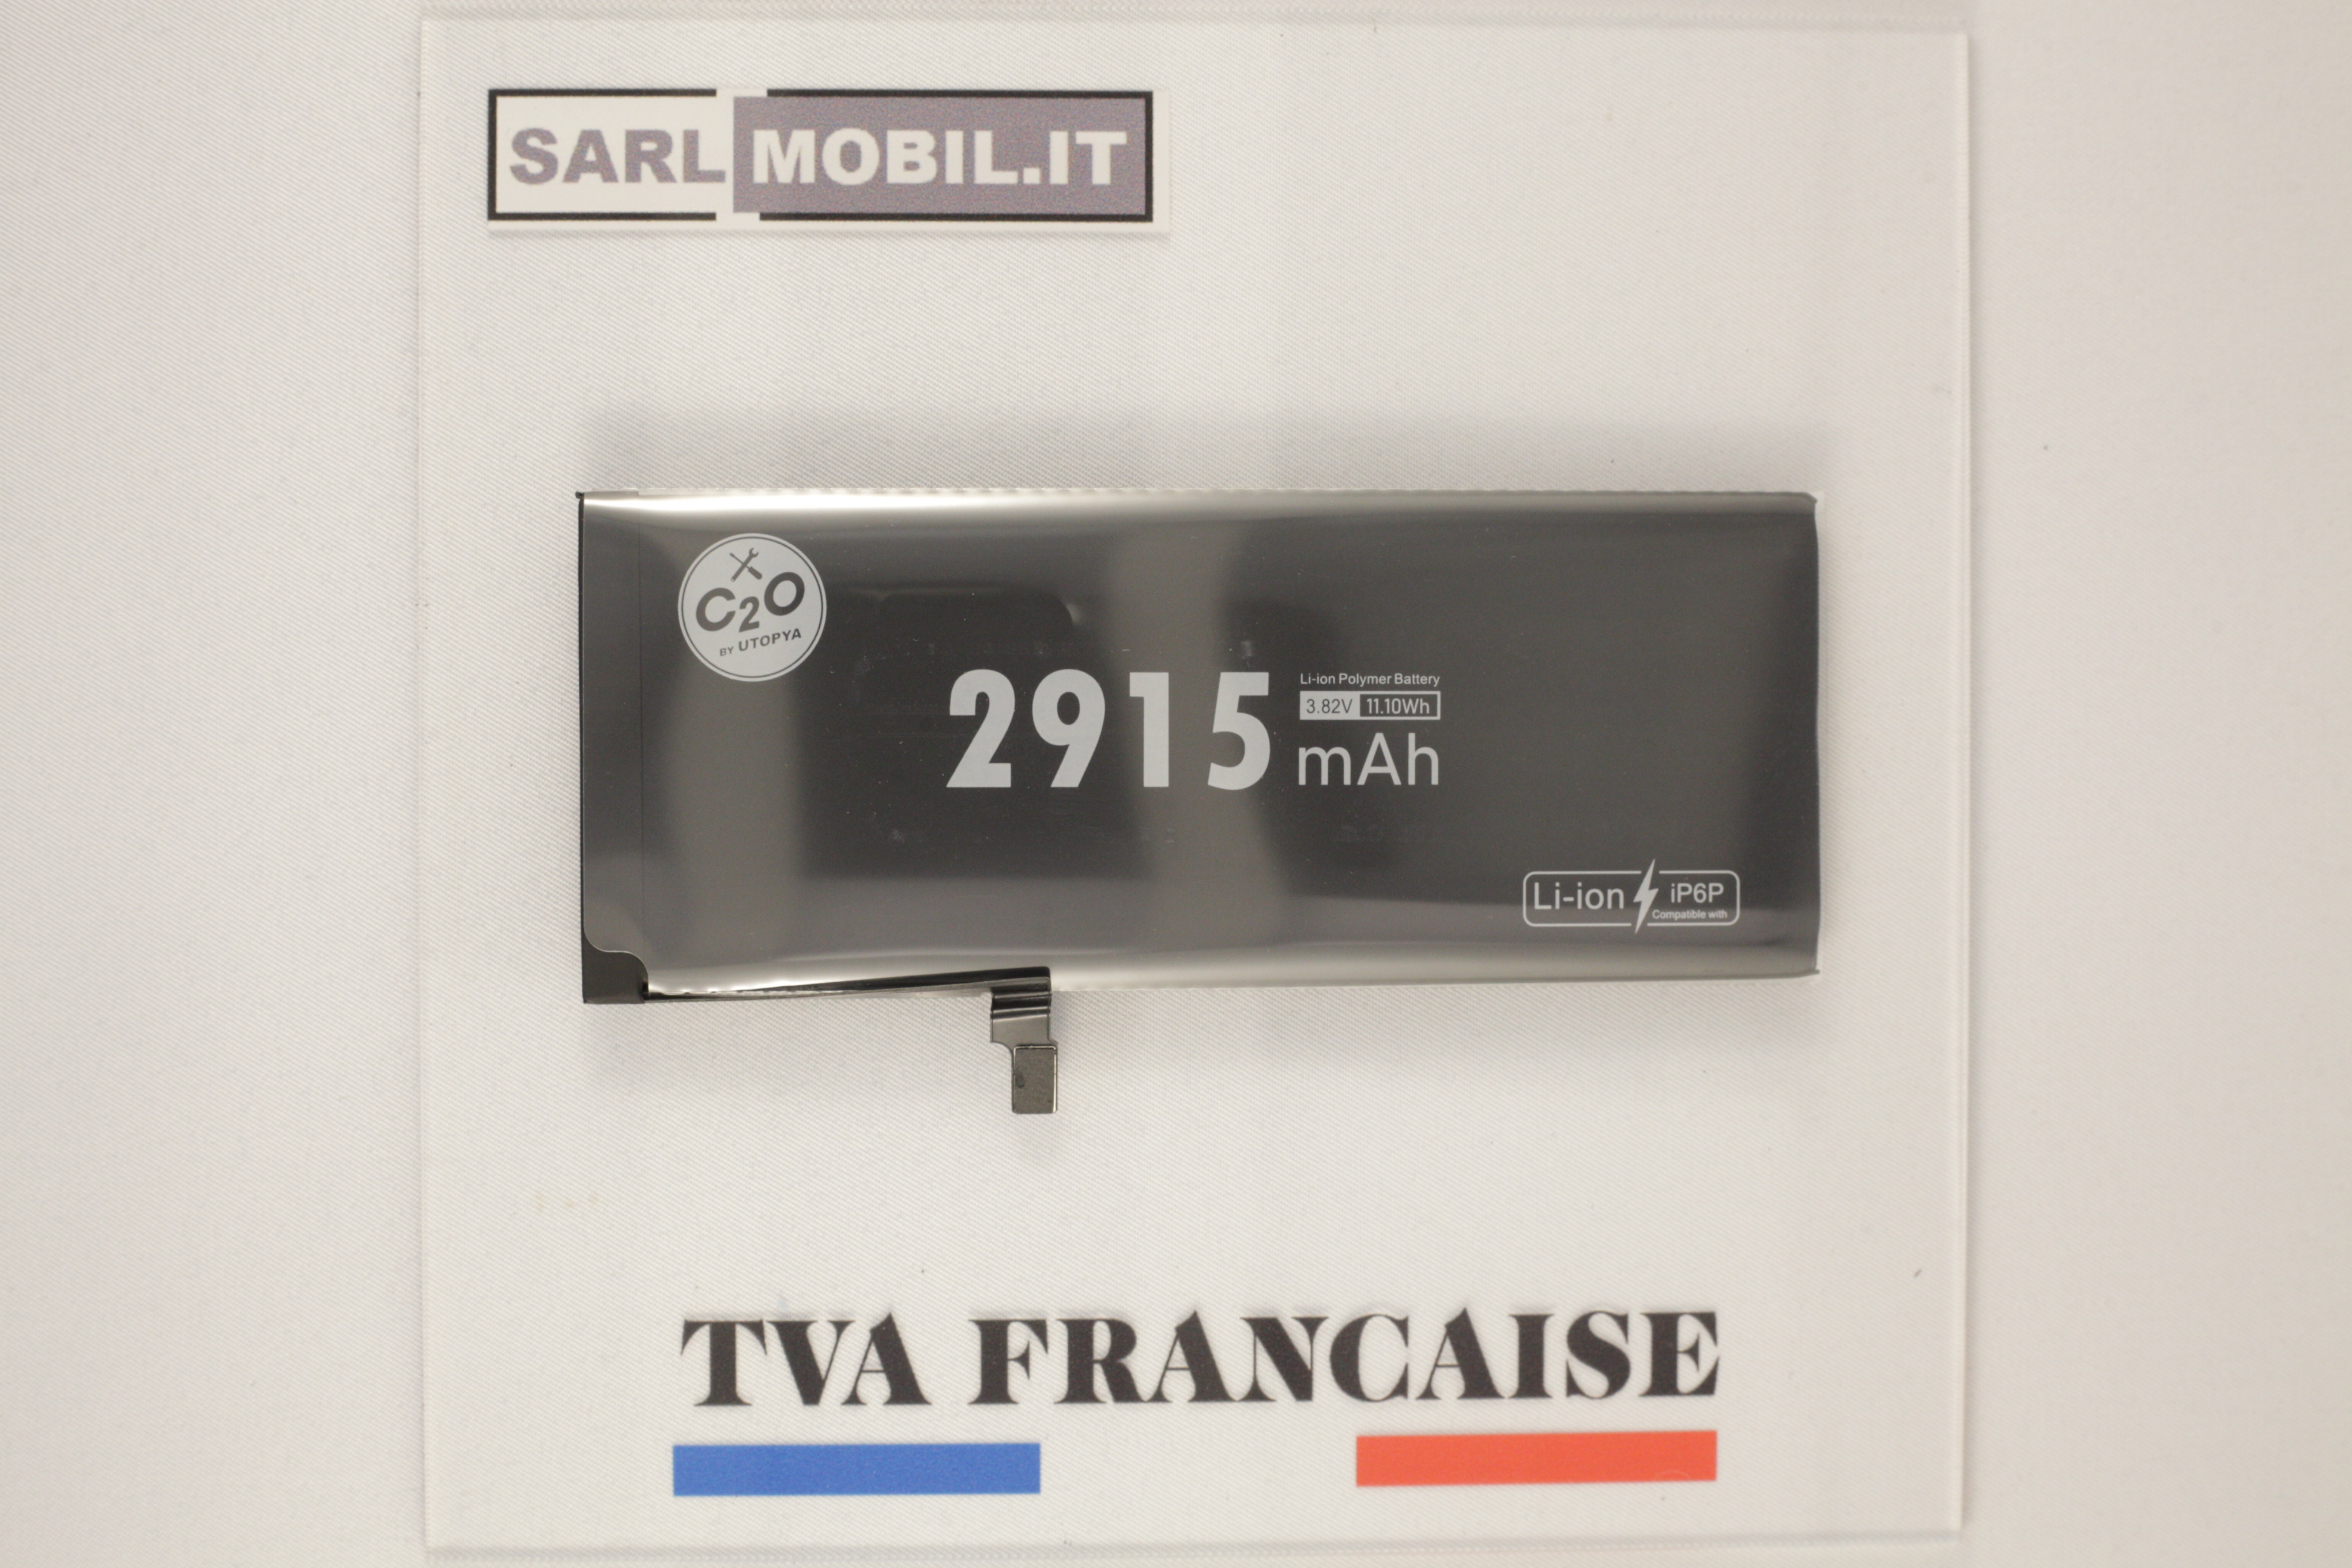 SARL MOBIL.IT
C2O
BY UTOPYA
2915
Li-ion Polymer Battery
3.82V 11.10Wh
mAh
Li-ion iP6P
Compatible with
TVA FRANCAISE